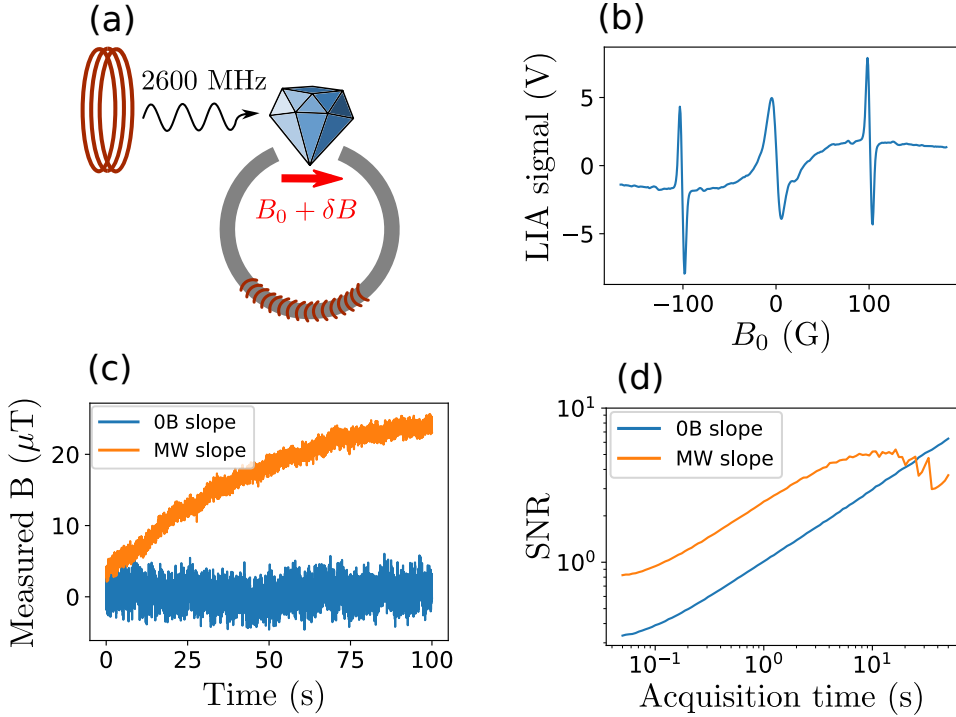 (a)
2600 MHz
B₀ + δB
(b)
LIA signal (V)
5
0
−5
−100
0
100
B₀ (G)
(c)
Measured B (μT)
20
10
0
0B slope
MW slope
0
25
50
75
100
Time (s)
(d)
SNR
10¹
10⁰
0B slope
MW slope
10⁻¹
10⁰
10¹
Acquisition time (s)